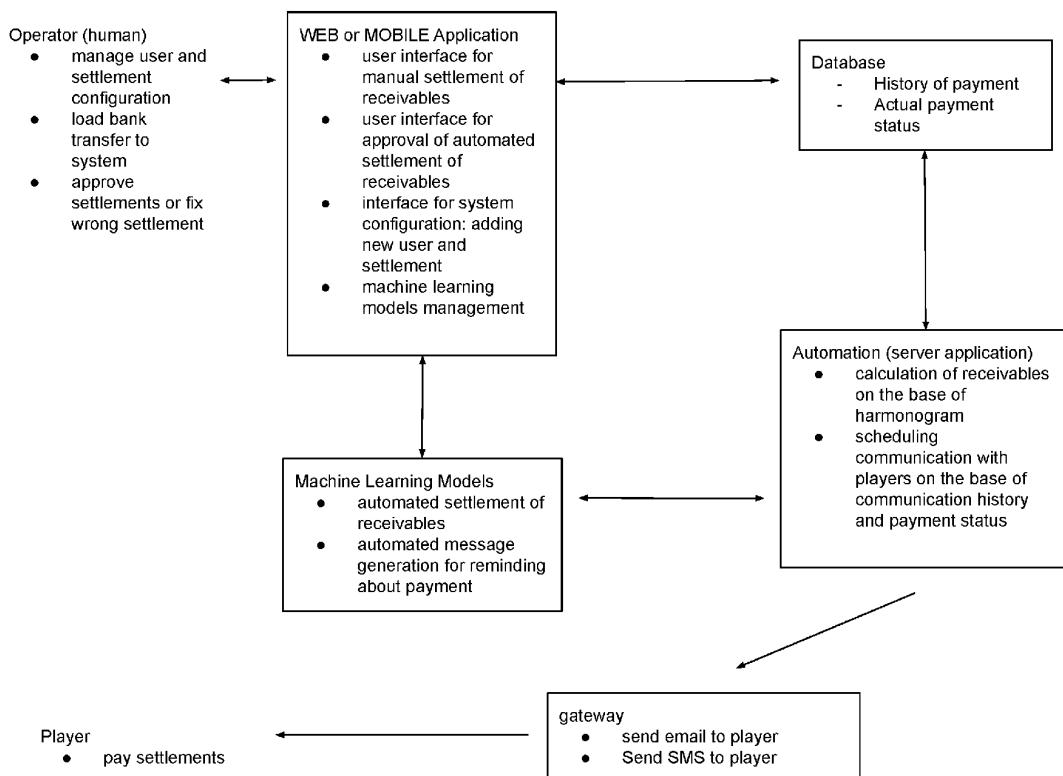 Operator (human)
● manage user and
settlement
configuration
● load bank
transfer to
system
● approve
settlements or fix
wrong settlement
WEB or MOBILE Application
● user interface for
manual settlement of
receivables
● user interface for
approval of automated
settlement of
receivables
● interface for system
configuration: adding
new user and
settlement
● machine learning
models management
Database
- History of payment
- Actual payment
status
Automation (server application)
● calculation of receivables
on the base of
harmonogram
● scheduling
communication with
players on the base of
communication history
and payment status
Machine Learning Models
● automated settlement of
receivables
● automated message
generation for reminding
about payment
gateway
● send email to player
● Send SMS to player
Player
● pay settlements